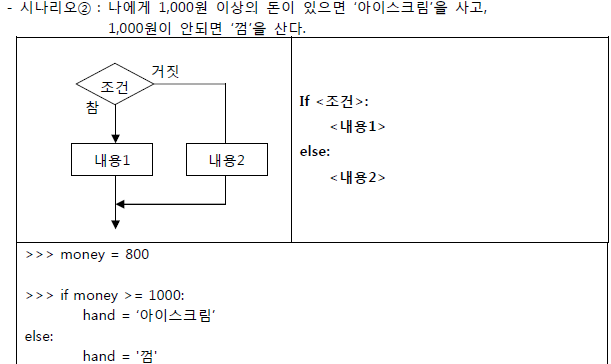 - 시나리오② : 나에게 1,000원 이상의 돈이 있으면 ‘아이스크림’을 사고,
1,000원이 안되면 ‘껌’을 산다.
조건
거짓
참
내용1
내용2
If <조건>:
<내용1>
else:
<내용2>
>>> money = 800
>>> if money >= 1000:
hand = ‘아이스크림‘
else:
hand = '껌'